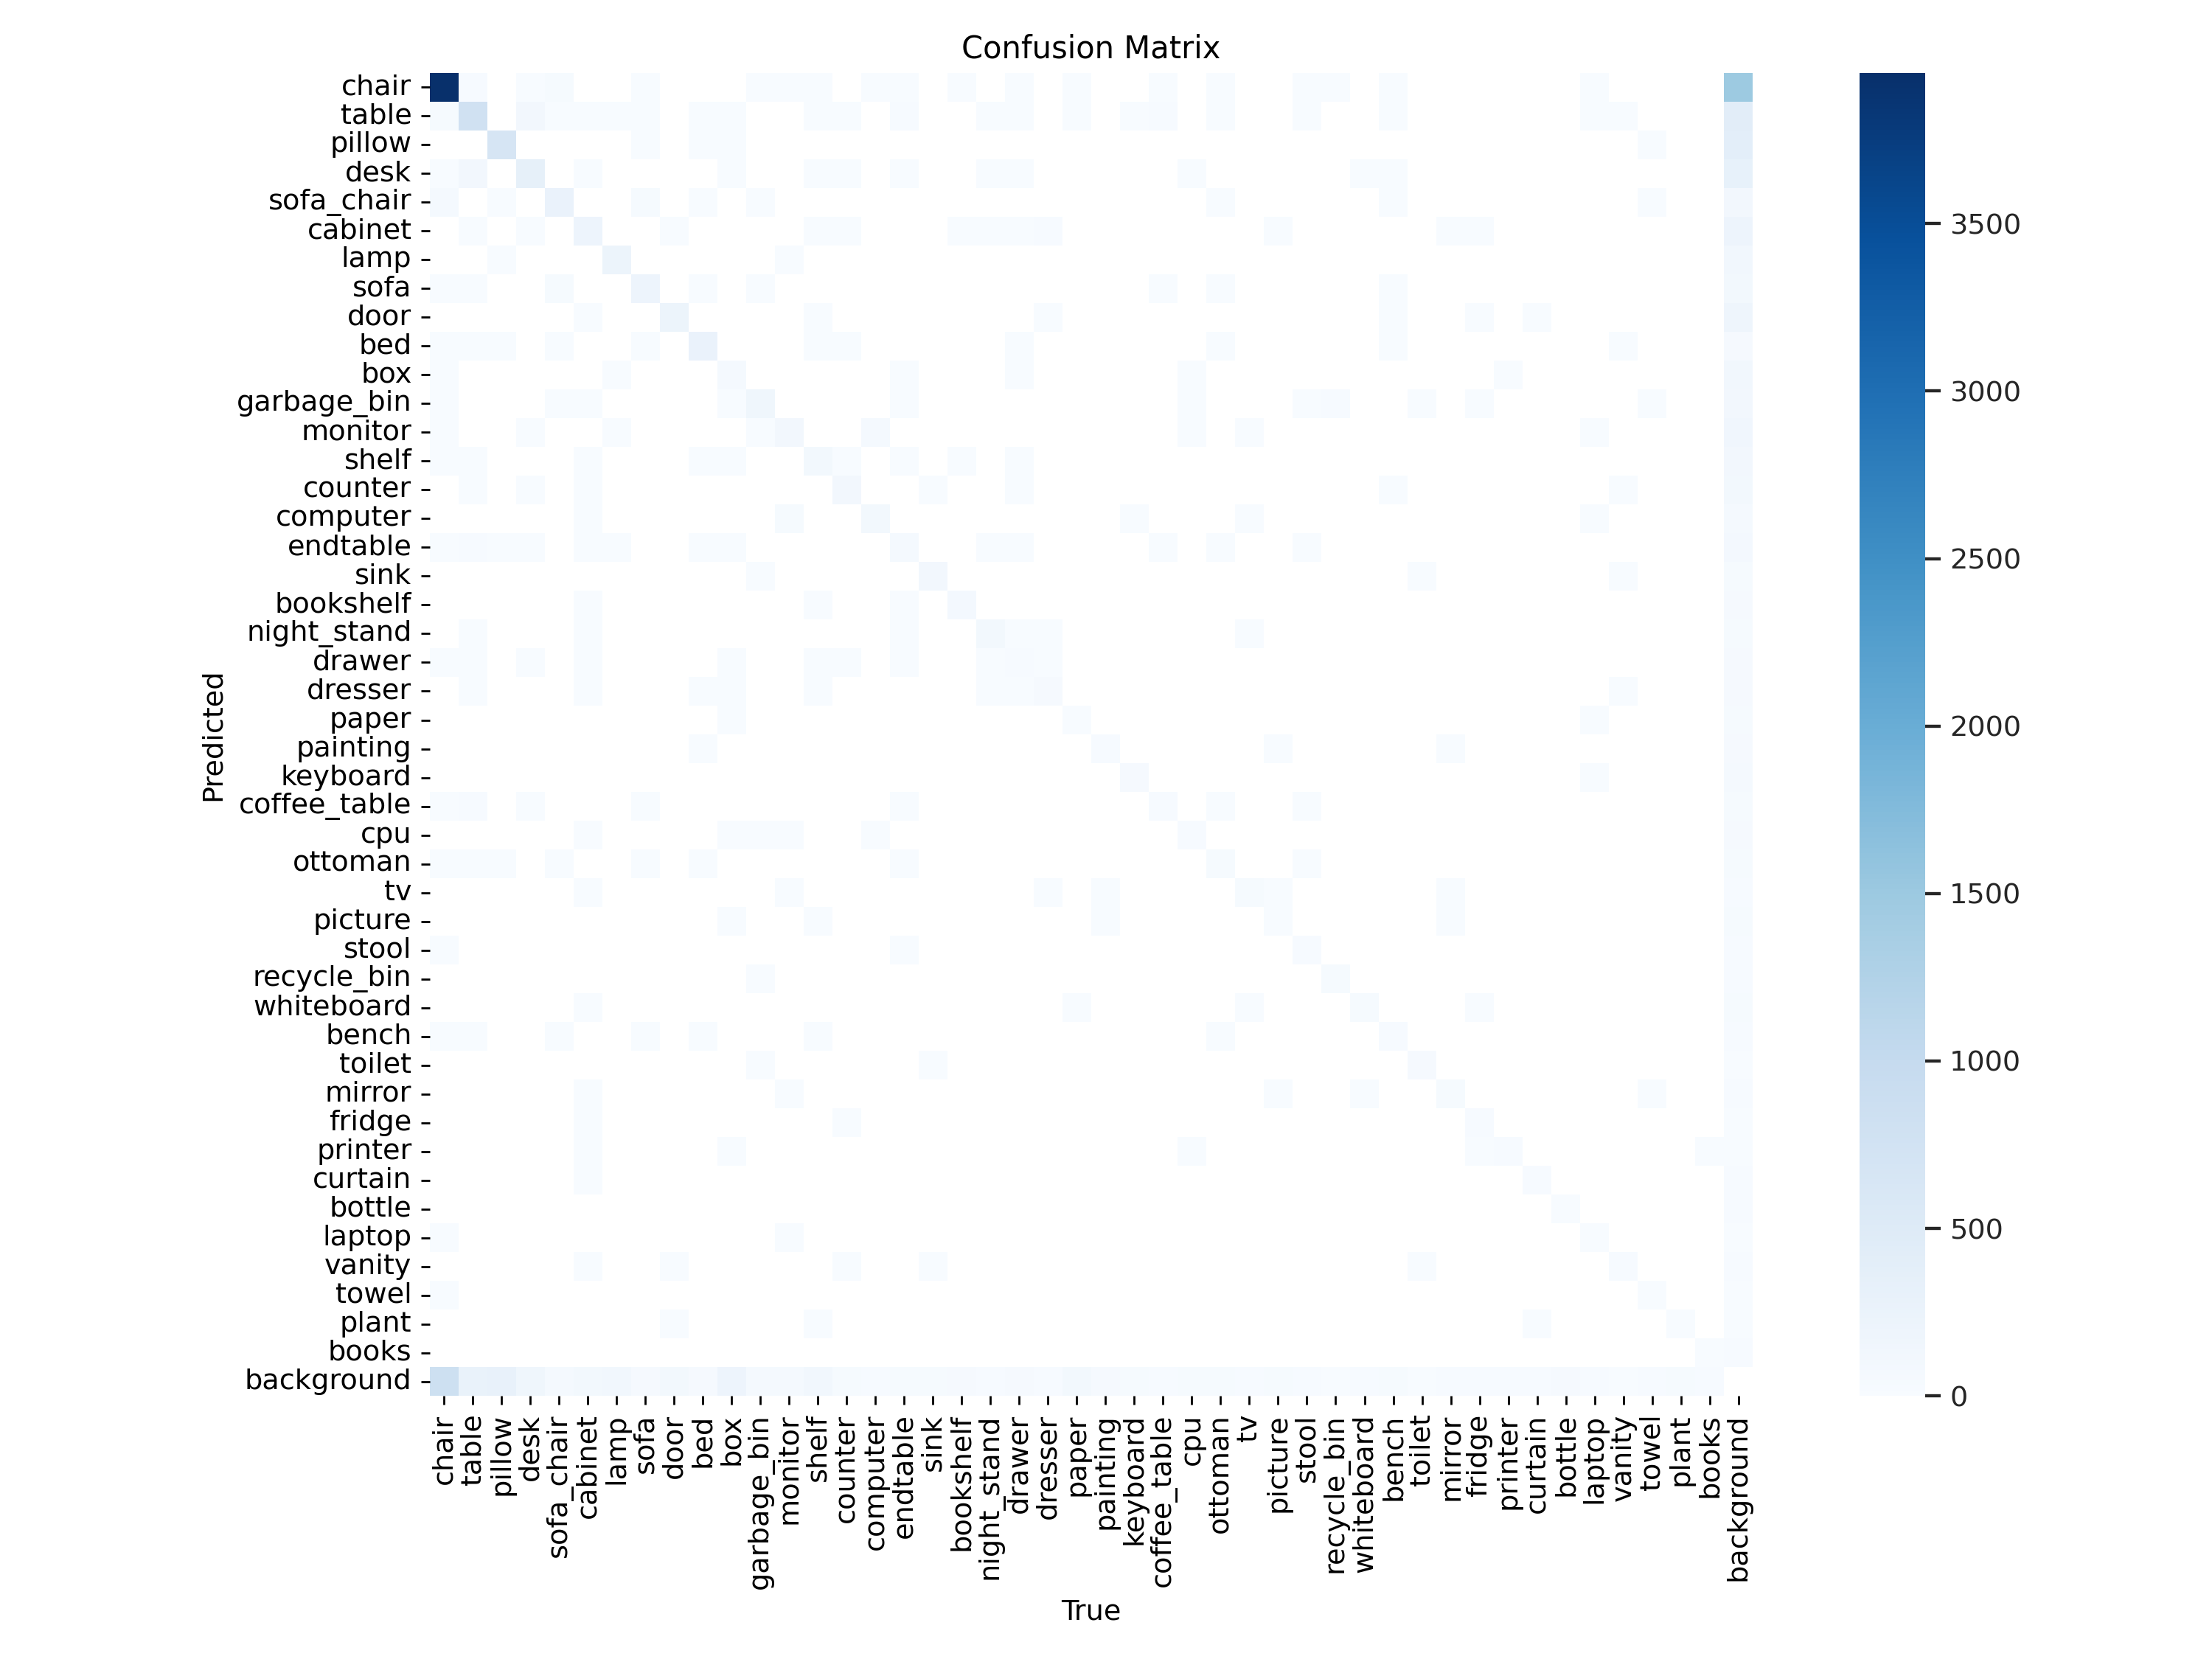 Confusion Matrix
Predicted
chair
table
pillow
desk
sofa_chair
cabinet
lamp
sofa
door
bed
box
garbage_bin
monitor
shelf
counter
computer
endtable
sink
bookshelf
night_stand
drawer
dresser
paper
painting
keyboard
coffee_table
cpu
ottoman
tv
picture
stool
recycle_bin
whiteboard
bench
toilet
mirror
fridge
printer
curtain
bottle
laptop
vanity
towel
plant
books
background
chair
table
pillow
desk
sofa_chair
cabinet
lamp
sofa
door
bed
box
garbage_bin
monitor
shelf
counter
computer
endtable
sink
bookshelf
night_stand
drawer
dresser
paper
painting
keyboard
coffee_table
cpu
ottoman
tv
picture
stool
recycle_bin
whiteboard
bench
toilet
mirror
fridge
printer
curtain
bottle
laptop
vanity
towel
plant
books
background
True
3500
3000
2500
2000
1500
1000
500
0